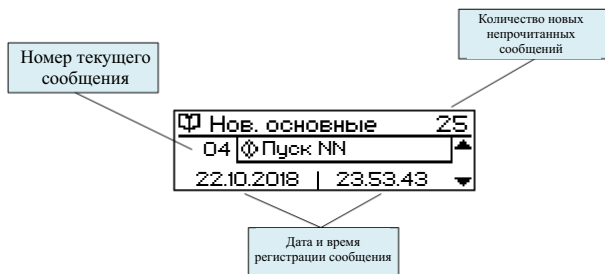 Количество новых
непрочитанных
сообщений
Номер текущего
сообщения
Нов. основные 25
04 Пуск NN
22.10.2018 | 23.53.43
Дата и время
регистрации сообщения